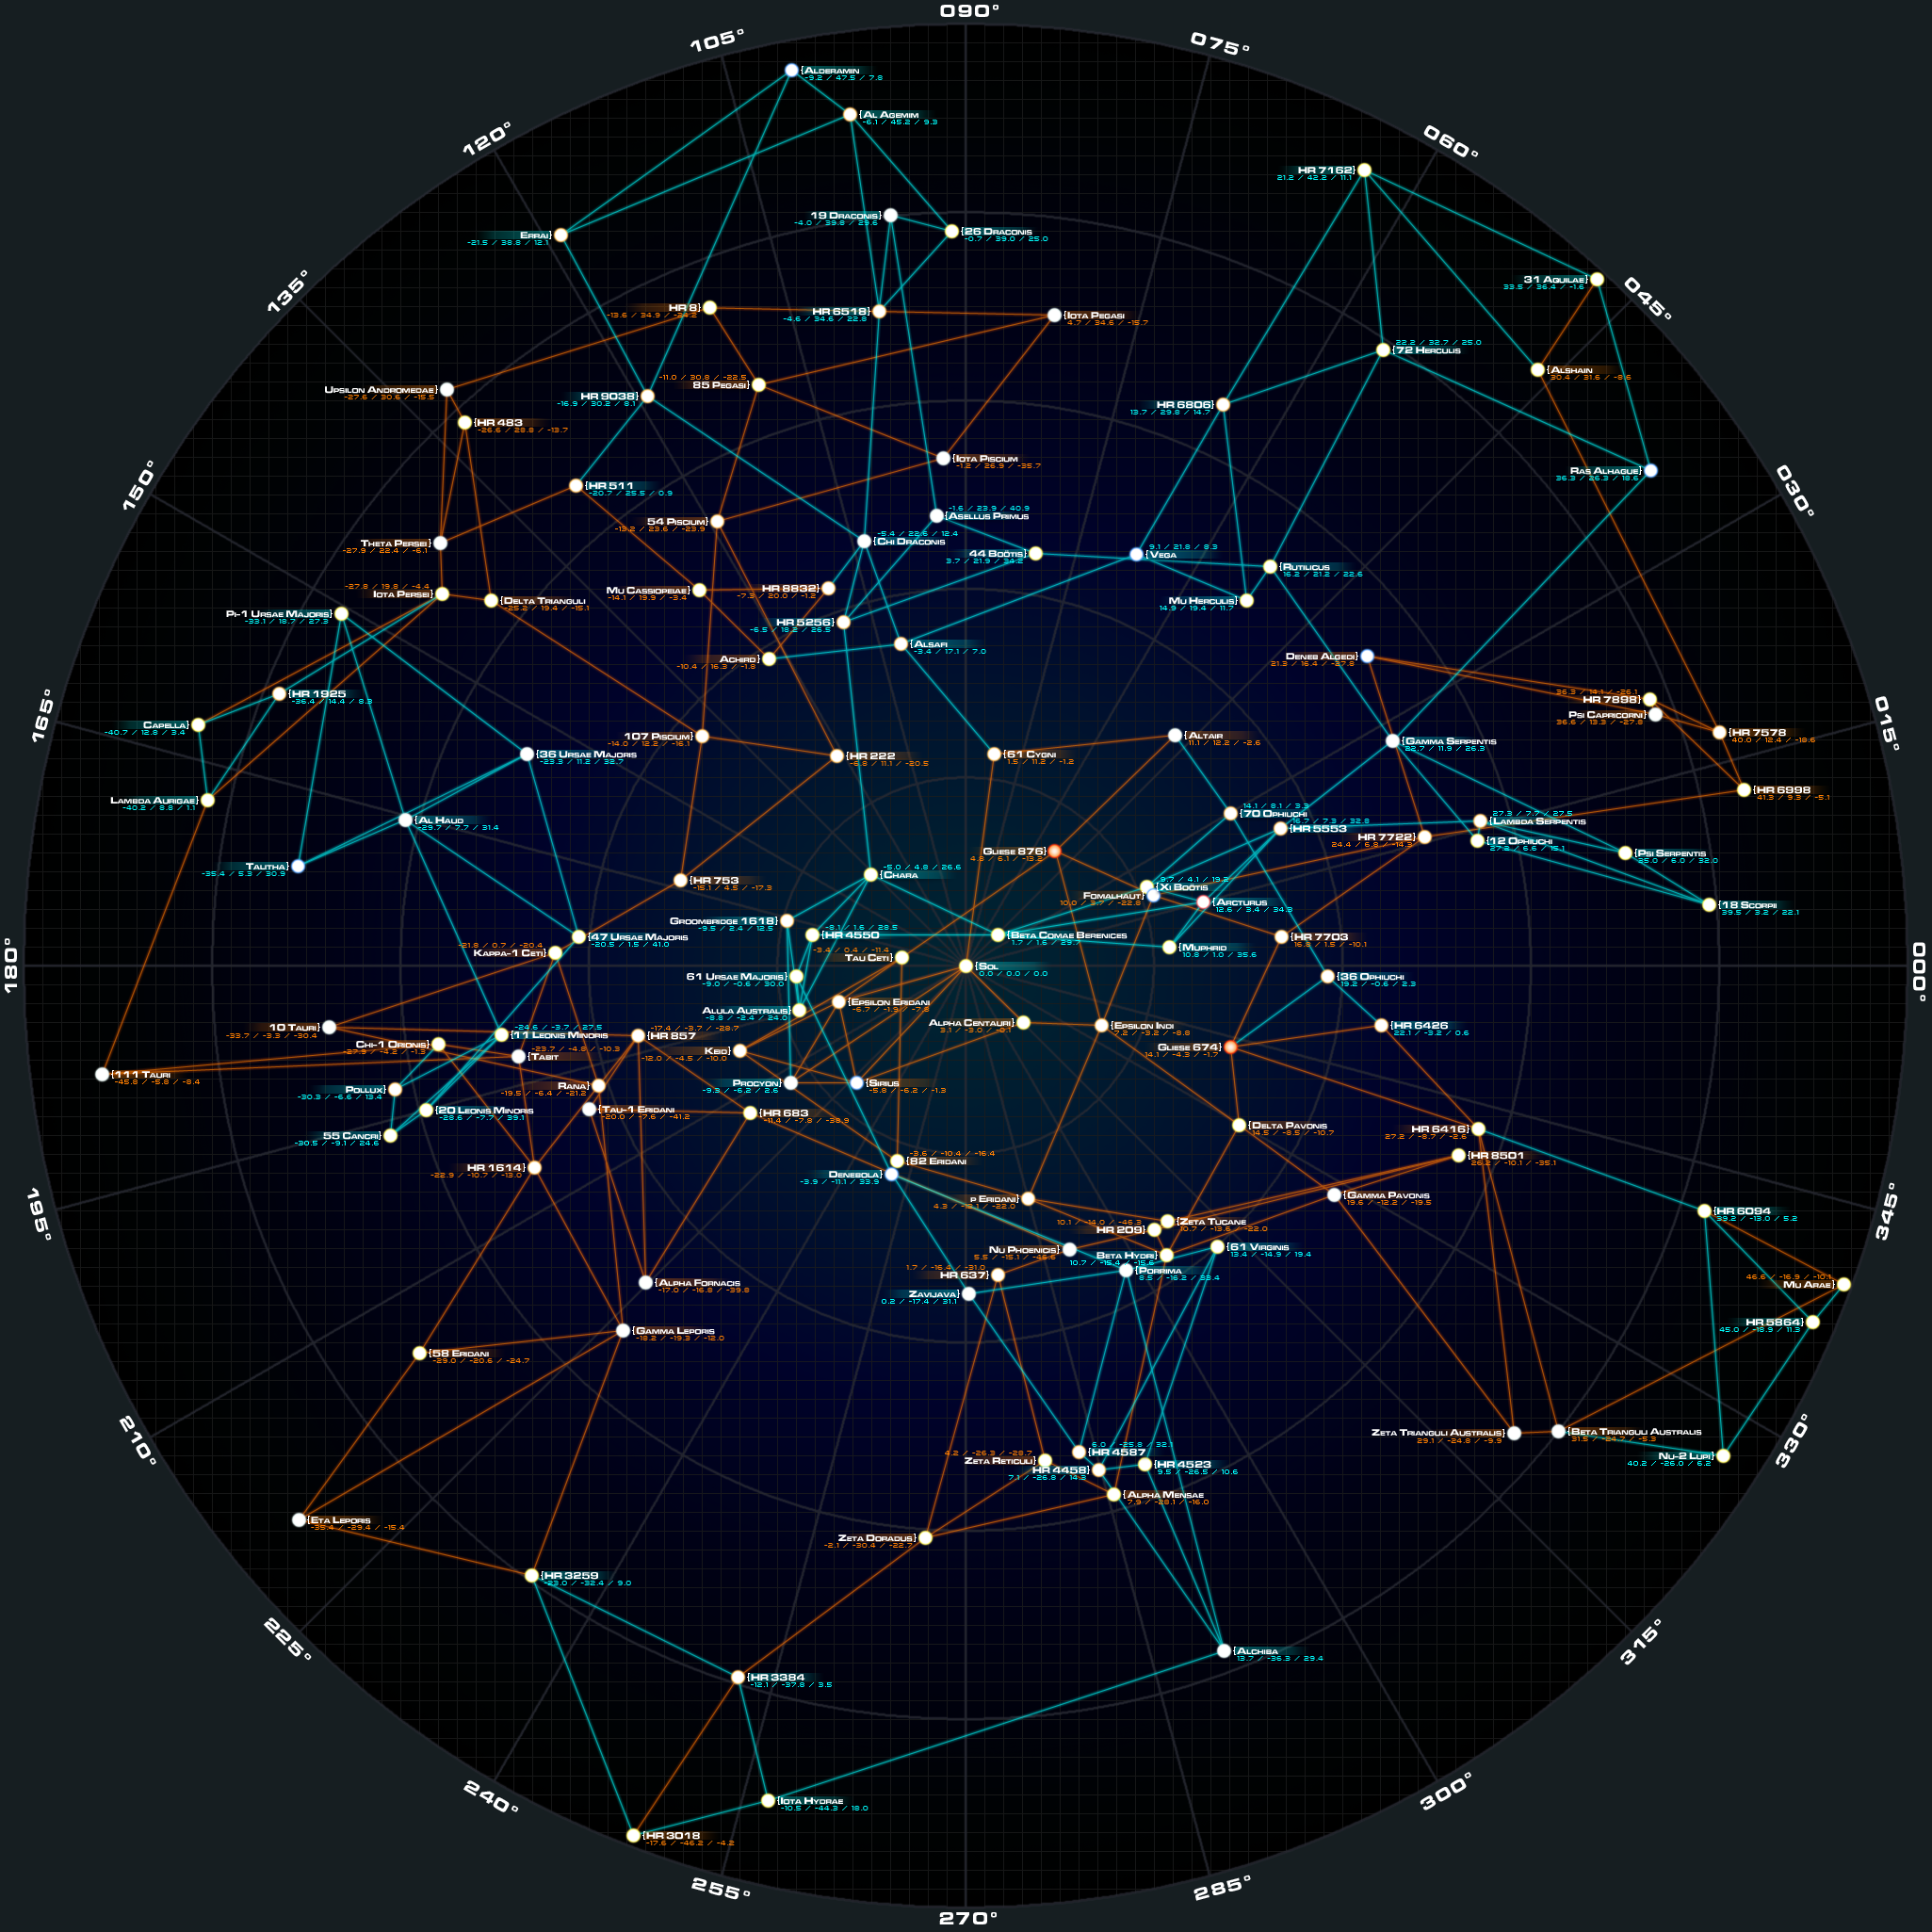 090°
105°
075°
{Alderamin
-9.2 / 47.5 / 7.8
Al Agemim
-6.1 / 45.2 / 9.3
120°
060°
HR 7162}
21.2 / 42.2 / 11.1
19 Draconis}
-4.0 / 39.8 / 29.6
{26 Draconis
-0.7 / 39.0 / 25.0
Errai}
-21.5 / 38.8 / 12.1
135°
045°
31 Aquilae}
33.5 / 36.4 / -1.6
HR 8}
-13.6 / 34.9 / -24.2
HR 6518}
-4.6 / 34.6 / 22.8
{Iota Pegasi
4.7 / 34.6 / -15.7
22.2 / 32.7 / 25.0
{72 Herculis
{Alshain
30.4 / 31.6 / -8.6
-11.0 / 30.8 / -22.5
85 Pegasi}
Upsilon Andromedae}
-27.6 / 30.6 / -15.5
HR 9038}
-16.9 / 30.2 / 8.1
HR 6806}
13.7 / 29.8 / 14.7
{HR 483
-26.6 / 28.8 / -13.7
{Iota Piscium
-1.2 / 26.9 / -35.7
Ras Alhague}
36.3 / 26.3 / 18.6
150°
030°
{HR 511
-20.7 / 25.5 / 0.9
-1.6 / 23.9 / 40.9
{Asellus Primus
54 Piscium}
-13.2 / 23.6 / -23.9
-5.4 / 22.6 / 12.4
{Chi Draconis
Theta Persei}
-27.9 / 22.4 / -6.1
44 Boötis}
3.7 / 21.9 / 34.2
9.1 / 21.8 / 8.3
{Vega
{Rutilicus
16.2 / 21.2 / 22.6
-27.8 / 19.8 / -4.4
Iota Persei}
{Delta Trianguli
-25.2 / 19.4 / -15.1
Mu Cassiopeiae}
-14.1 / 19.9 / -3.4
HR 8832}
-7.3 / 20.0 / -1.2
Mu Herculis}
14.9 / 19.4 / 11.7
Pi-1 Ursae Majoris}
-33.1 / 18.7 / 27.3
HR 5256}
-6.5 / 18.2 / 26.5
{Alsafi
-3.4 / 17.1 / 7.0
Achird}
-10.4 / 16.3 / -1.8
Deneb Algedi}
21.3 / 16.4 / -27.8
{HR 1925
-36.4 / 14.4 / 8.3
36.3 / 14.1 / -26.1
HR 7898}
Psi Capricorni}
36.6 / 13.3 / -27.8
165°
015°
Capella}
-40.7 / 12.8 / 3.4
107 Piscium}
-14.0 / 12.2 / -16.1
{Altair
11.1 / 12.2 / -2.6
{Gamma Serpentis
22.7 / 11.9 / 26.3
{HR 7578
40.0 / 12.4 / -18.6
{36 Ursae Majoris
-23.3 / 11.2 / 32.7
{HR 222
-6.8 / 11.1 / -20.5
{61 Cygni
1.5 / 11.2 / -1.2
{HR 6998
41.3 / 9.3 / -5.1
Lambda Aurigae}
-40.2 / 8.8 / 1.1
{Al Haud
-29.7 / 7.7 / 31.4
14.1 / 8.1 / 3.3
70 Ophiuchi
16.7 / 7.3 / 32.8
{HR 5553
27.3 / 7.7 / 27.5
{Lambda Serpentis
HR 7722}
24.4 / 6.8 / -14.3
{12 Ophiuchi
27.2 / 6.6 / 15.1
Gliese 876}
4.8 / 6.1 / -13.2
{Psi Serpentis
35.0 / 6.0 / 32.0
Talitha}
-35.4 / 5.3 / 30.9
-5.0 / 4.8 / 26.6
{Chara
{HR 753
-15.1 / 4.5 / -17.3
9.7 / 4.1 / 19.2
{Xi Boötis
Fomalhaut}
10.0 / 3.7 / -22.8
{Arcturus
12.6 / 3.4 / 34.3
{18 Scorpii
39.5 / 3.2 / 22.1
Groombridge 1618}
-9.5 / 2.4 / 12.5
-8.1 / 1.6 / 28.5
{HR 4550
{47 Ursae Majoris
-20.5 / 1.5 / 41.0
{Beta Comae Berenices
1.7 / 1.6 / 29.7
{HR 7703
16.8 / 1.5 / -10.1
{Muphrid
10.8 / 1.0 / 35.6
-21.8 / 0.7 / -20.4
Kappa-1 Ceti}
-3.4 / 0.4 / -11.4
Tau Ceti}
180°
000°
{Sol
0.0 / 0.0 / 0.0
61 Ursae Majoris}
-9.0 / -0.6 / 30.0
{36 Ophiuchi
19.2 / -0.6 / 2.3
{Epsilon Eridani
-6.7 / -1.9 / -7.8
Alula Australis}
-8.8 / -2.4 / 24.0
Alpha Centauri}
3.1 / -3.0 / -0.1
{Epsilon Indi
7.2 / -3.2 / -8.8
{HR 6426
22.1 / -3.2 / 0.6
10 Tauri}
-33.7 / -3.3 / -30.4
-24.6 / -3.7 / 27.5
{11 Leonis Minoris
-17.4 / -3.7 / -28.7
{HR 857
Chi-1 Orionis}
-27.9 / -4.2 / -1.3
-23.7 / -4.8 / -10.3
{Tabit
Keid}
-12.0 / -4.5 / -10.0
Gliese 674}
14.1 / -4.3 / -1.7
{111 Tauri
-45.8 / -5.8 / -8.4
Pollux}
-30.3 / -6.6 / 13.4
Rana}
-19.5 / -6.4 / -21.2
Procyon}
-9.3 / -6.2 / 2.6
{Sirius
-5.8 / -6.2 / -1.3
{20 Leonis Minoris
-28.6 / -7.7 / 39.1
{Tau-1 Eridani
-20.0 / -7.6 / -41.2
{HR 683
-11.4 / -7.8 / -39.9
{Delta Pavonis
14.5 / -8.5 / -10.7
HR 6416}
27.2 / -8.7 / -2.6
55 Cancri}
-30.5 / -9.1 / 24.6
{HR 8501
26.2 / -10.1 / -35.1
HR 1614}
-22.9 / -10.7 / -13.0
-3.6 / -10.4 / -16.4
{82 Eridani
Denebola}
-3.9 / -11.1 / 33.9
195°
345°
p Eridani}
4.3 / -12.1 / -22.0
{Gamma Pavonis
19.6 / -12.2 / -19.5
{HR 6094
39.2 / -13.0 / 5.2
10.1 / -14.0 / -46.3
HR 209}
{Zeta Tucane
10.7 / -13.6 / -22.0
Nu Phoenicis}
5.5 / -15.1 / -46.6
Beta Hydri}
10.7 / -15.4 / -15.6
{61 Virginis
13.4 / -14.9 / 19.4
{Porrima
8.5 / -16.2 / 33.4
1.7 / -16.4 / -31.0
HR 637}
{Alpha Fornacis
-17.0 / -16.8 / -39.8
Zavijava}
0.2 / -17.4 / 31.1
46.6 / -16.9 / -10.1
Mu Arae}
HR 5864}
45.0 / -18.9 / 11.3
{Gamma Leporis
-18.2 / -19.3 / -12.0
{58 Eridani
-29.0 / -20.6 / -24.7
210°
330°
Zeta Trianguli Australis}
29.1 / -24.8 / -9.9
{Beta Trianguli Australis
31.5 / -24.7 / -5.3
Nu-2 Lupi}
40.2 / -26.0 / 6.2
4.2 / -26.3 / -28.7
Zeta Reticuli}
6.0 / -25.8 / 32.1
{HR 4587
HR 4458}
7.1 / -26.8 / 14.3
{HR 4523
9.5 / -26.5 / 10.6
{Alpha Mensae
7.9 / -28.1 / -16.0
{Eta Leporis
-35.4 / -29.4 / -15.4
Zeta Doradus}
-2.1 / -30.4 / -22.7
{HR 3259
-23.0 / -32.4 / 9.0
225°
315°
{Alchiba
13.7 / -36.3 / 29.4
{HR 3384
-12.1 / -37.8 / 3.5
240°
300°
{Iota Hydrae
-10.5 / -44.3 / 18.0
{HR 3018
-17.6 / -46.2 / -4.2
255°
285°
270°